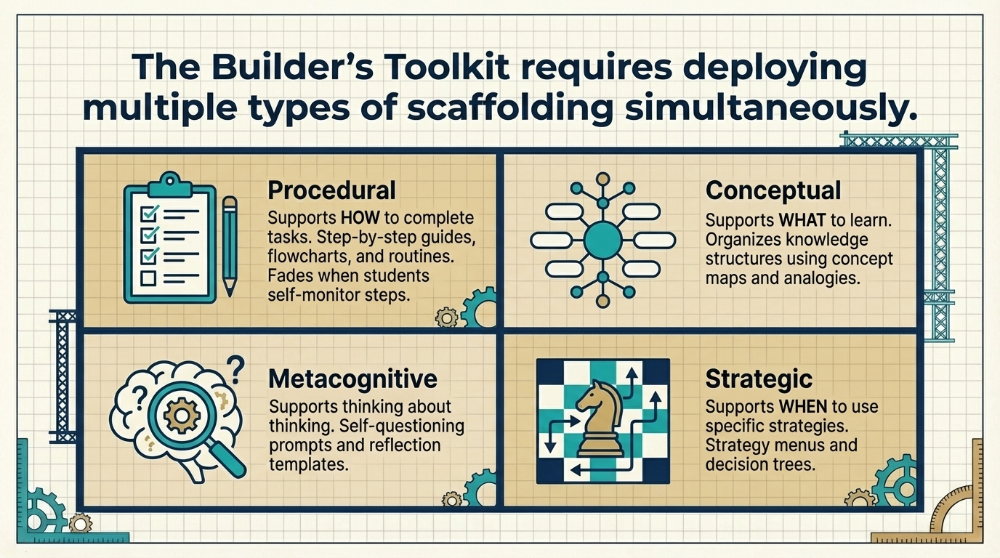 The Builder’s Toolkit requires deploying
multiple types of scaffolding simultaneously.
Procedural
Supports HOW to complete
tasks. Step-by-step guides,
flowcharts, and routines.
Fades when students
self-monitor steps.
Conceptual
Supports WHAT to learn.
Organizes knowledge
structures using concept
maps and analogies.
Metacognitive
Supports thinking about
thinking. Self-questioning
prompts and reflection
templates.
?
?
Strategic
Supports WHEN to use
specific strategies.
Strategy menus and
decision trees.